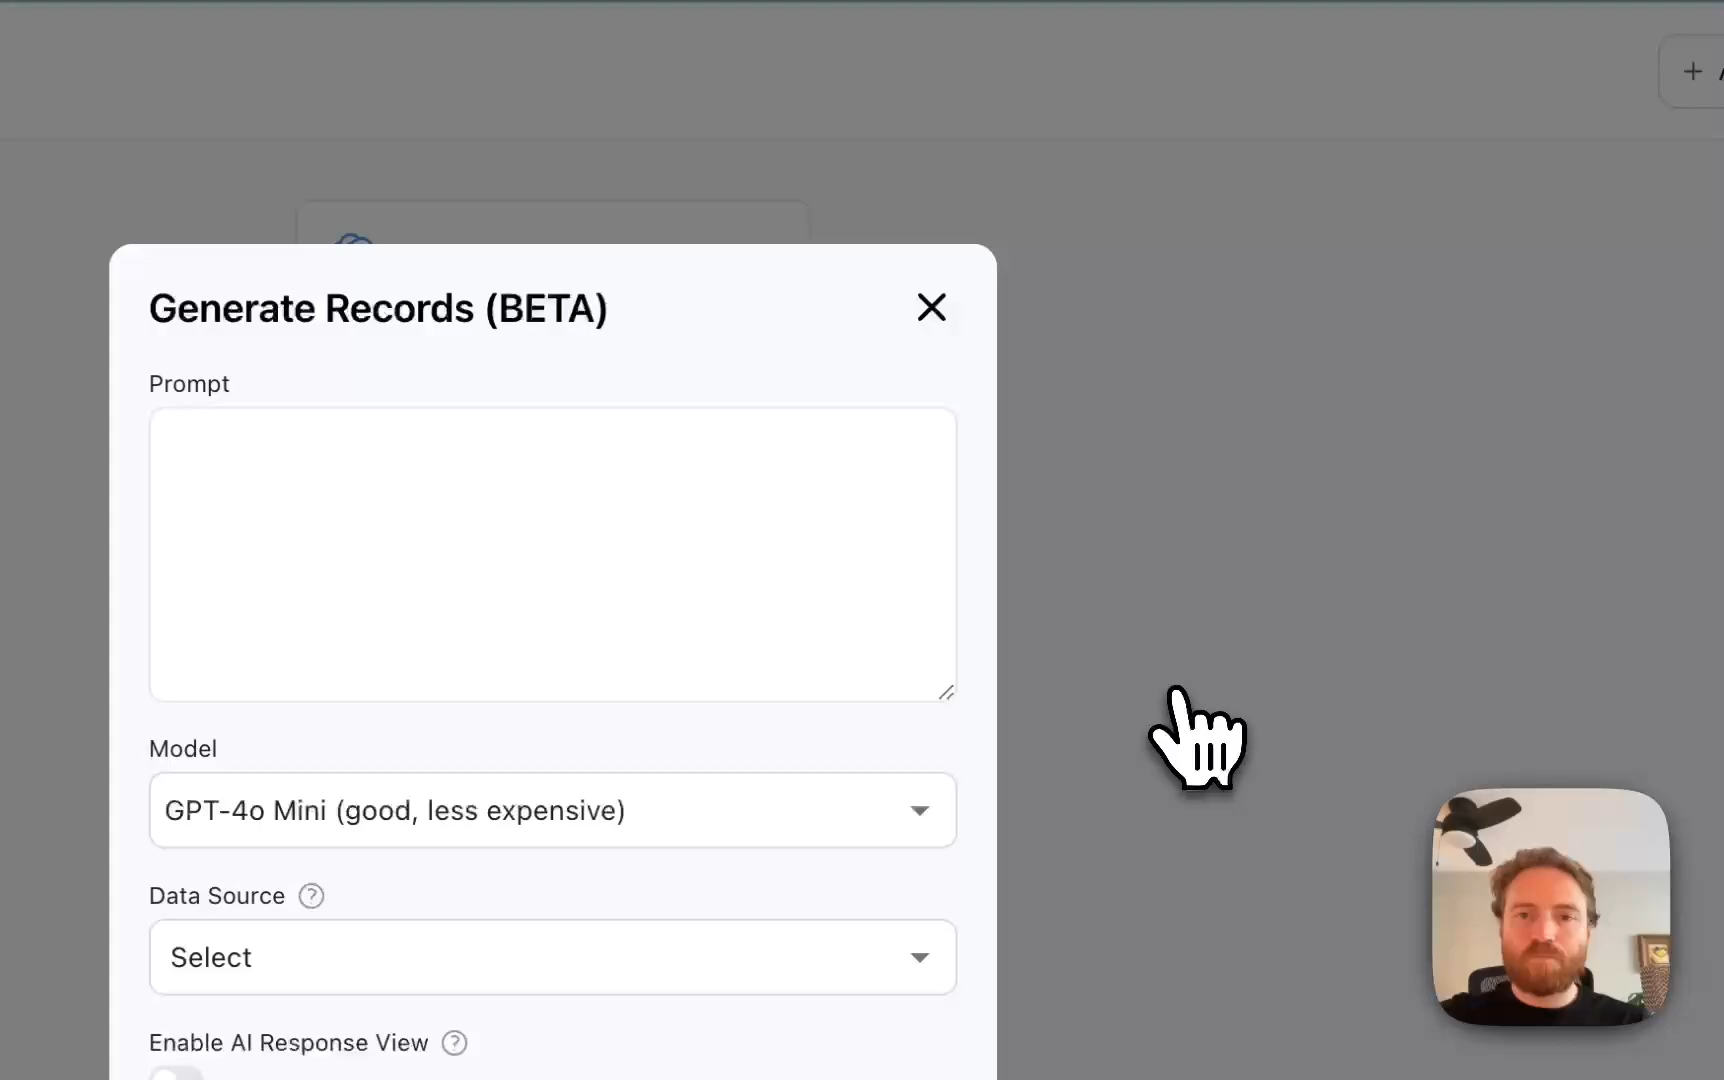 +
Generate Records (BETA)
Prompt
Model
GPT-4o Mini (good, less expensive)
Data Source ?
Select
Enable AI Response View ?